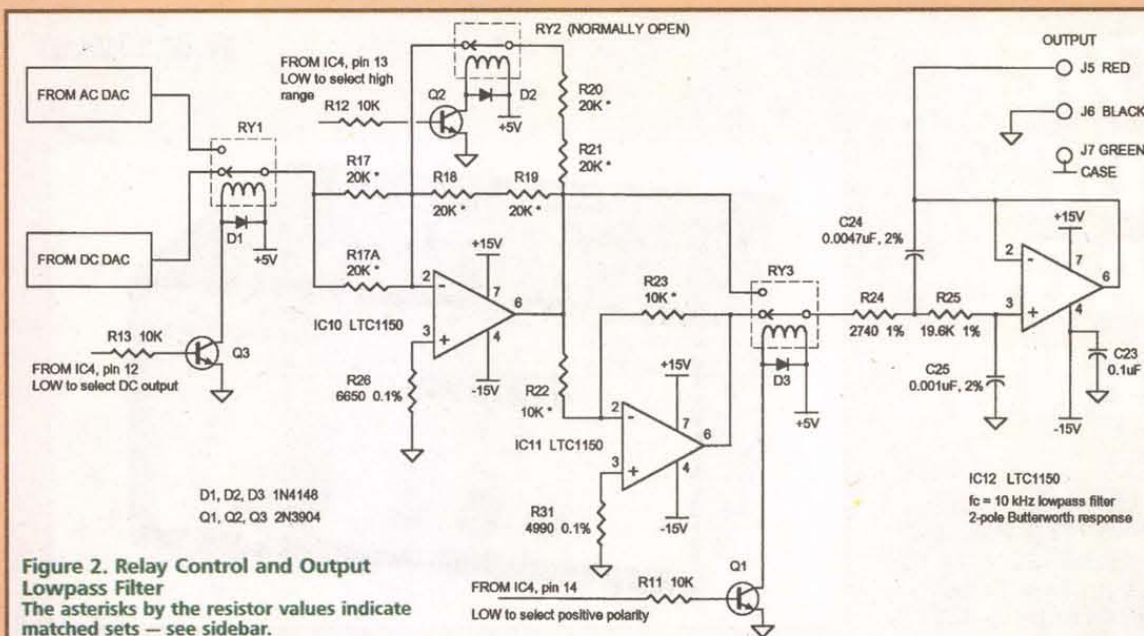 RY2 (NORMALLY OPEN)
OUTPUT
J5 RED
J6 BLACK
J7 GREEN
CASE
FROM AC DAC
FROM IC4, pin 13
LOW to select high
range
R12 10K
Q2
D2
+5V
R20
20K *
R21
20K *
RY1
R17
20K *
R18
20K *
R19
20K *
D1
+5V
FROM DC DAC
R17A
20K *
+15V
2
-
7
6
3
+
4
-15V
IC10 LTC1150
R13 10K
Q3
FROM IC4, pin 12
LOW to select DC output
R26
6650 0.1%
R22
10K *
R23
10K *
RY3
D3
+5V
+15V
2
-
7
6
3
+
4
-15V
IC11 LTC1150
R31
4990 0.1%
C24
0.0047uF, 2%
R24
2740 1%
R25
19.6K 1%
C25
0.001uF, 2%
+15V
2
-
7
6
3
+
4
C23
0.1uF
-15V
IC12 LTC1150
fc = 10 kHz lowpass filter
2-pole Butterworth response
D1, D2, D3 1N4148
Q1, Q2, Q3 2N3904
FROM IC4, pin 14
LOW to select positive polarity
R11 10K
Q1
Figure 2. Relay Control and Output
Lowpass Filter
The asterisks by the resistor values indicate
matched sets — see sidebar.